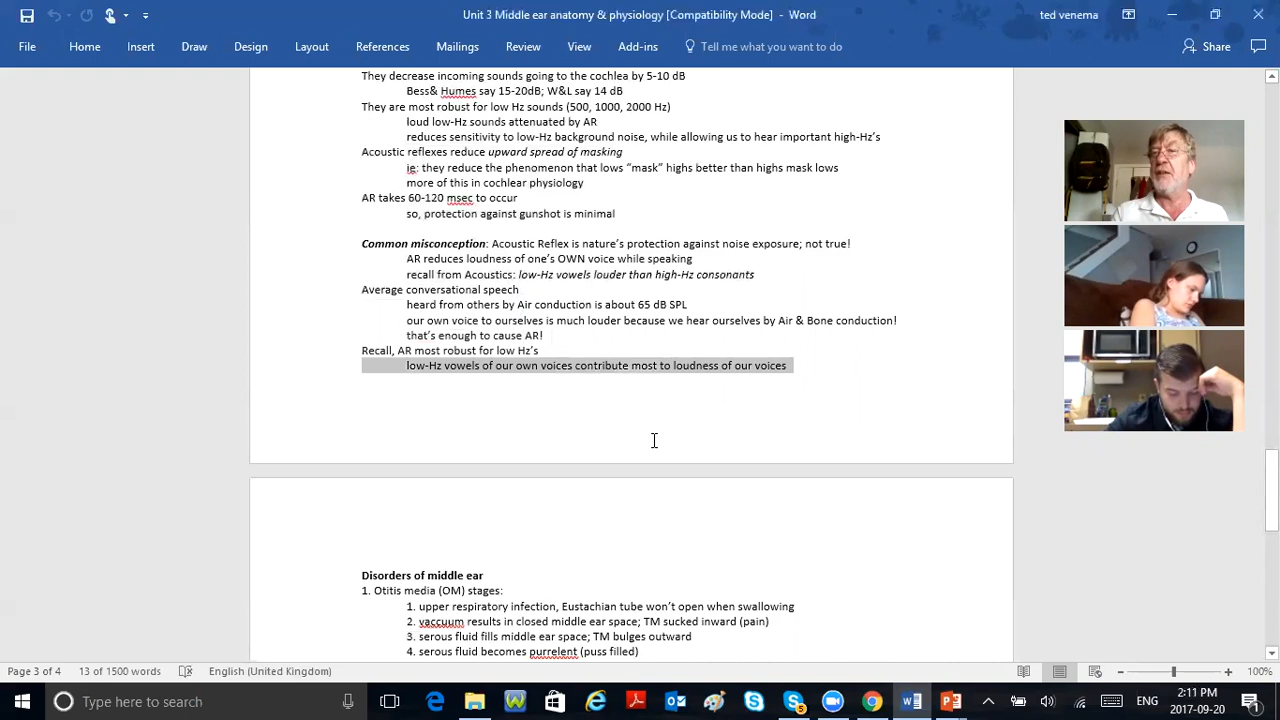 Unit 3 Middle ear anatomy & physiology [Compatibility Mode] - Word
ted venema
File Home Insert Draw Design Layout References Mailings Review View Add-ins Tell me what you want to do Share
They decrease incoming sounds going to the cochlea by 5-10 dB
Bess& Humes say 15-20dB; W&L say 14 dB
They are most robust for low Hz sounds (500, 1000, 2000 Hz)
loud low-Hz sounds attenuated by AR
reduces sensitivity to low-Hz background noise, while allowing us to hear important high-Hz's
Acoustic reflexes reduce upward spread of masking
ie: they reduce the phenomenon that lows “mask” highs better than highs mask lows
more of this in cochlear physiology
AR takes 60-120 msec to occur
so, protection against gunshot is minimal
Common misconception: Acoustic Reflex is nature's protection against noise exposure; not true!
AR reduces loudness of one's OWN voice while speaking
recall from Acoustics: low-Hz vowels louder than high-Hz consonants
Average conversational speech
heard from others by Air conduction is about 65 dB SPL
our own voice to ourselves is much louder because we hear ourselves by Air & Bone conduction!
that's enough to cause AR!
Recall, AR most robust for low Hz's
low-Hz vowels of our own voices contribute most to loudness of our voices
Disorders of middle ear
1. Otitis media (OM) stages:
1. upper respiratory infection, Eustachian tube won't open when swallowing
2. vaccuum results in closed middle ear space; TM sucked inward (pain)
3. serous fluid fills middle ear space; TM bulges outward
4. serous fluid becomes purrelent (puss filled)
Page 3 of 4 13 of 1500 words English (United Kingdom) 100%
Type here to search
5
ENG
2:11 PM
2017-09-20
1